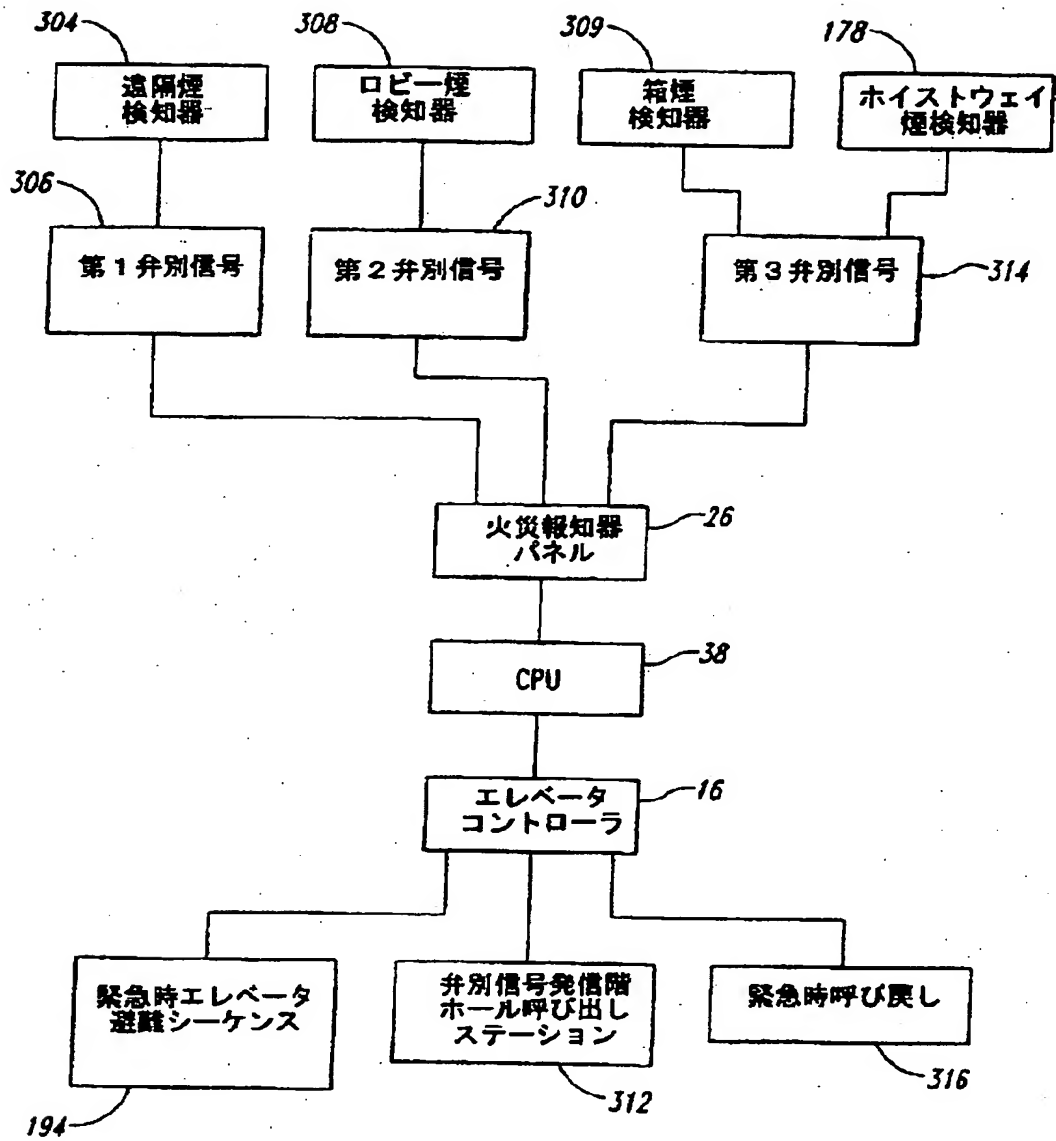 304
308
309
178
遠隔煙
検知器
ロビー煙
検知器
箱煙
検知器
ホイストウェイ
煙検知器
306
310
314
第1弁別信号
第2弁別信号
第3弁別信号
火災報知器
パネル
26
CPU
38
エレベータ
コントローラ
16
緊急時エレベータ
避難シーケンス
弁別信号発信階
ホール呼び出し
ステーション
緊急時呼び戻し
194
312
316